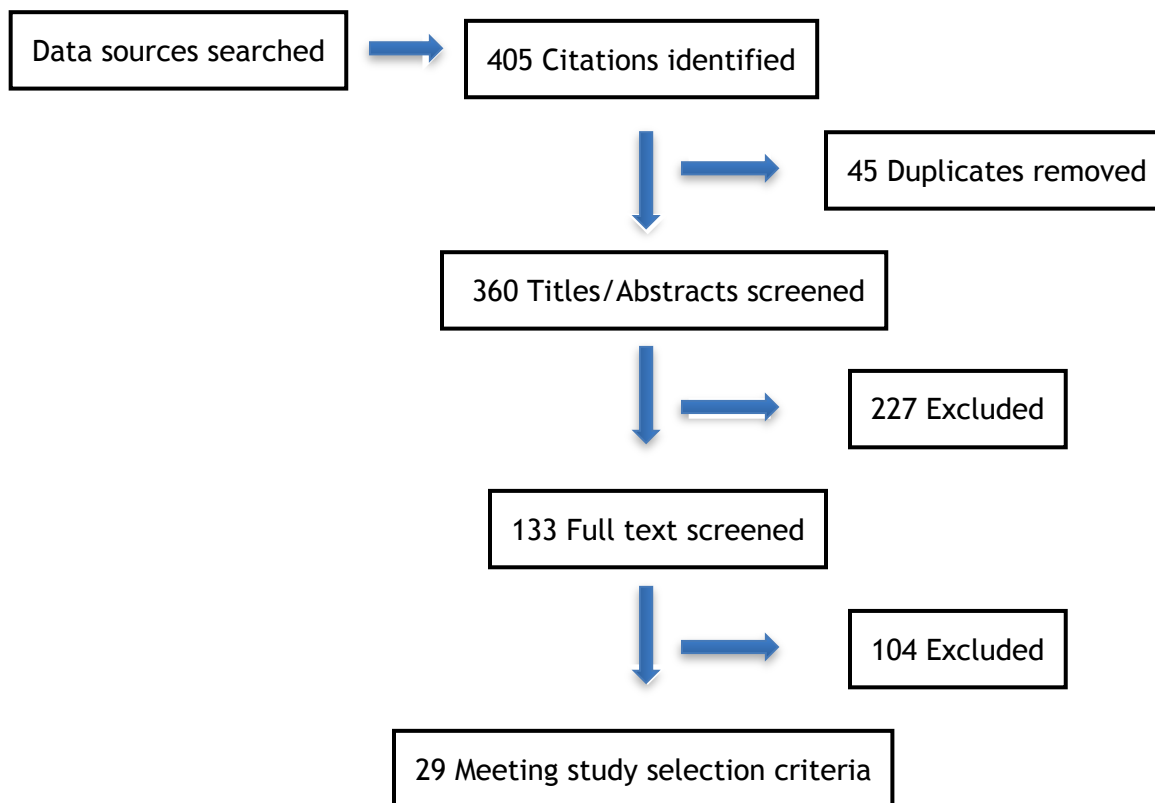 Data sources searched
405 Citations identified
45 Duplicates removed
360 Titles/Abstracts screened
227 Excluded
133 Full text screened
104 Excluded
29 Meeting study selection criteria